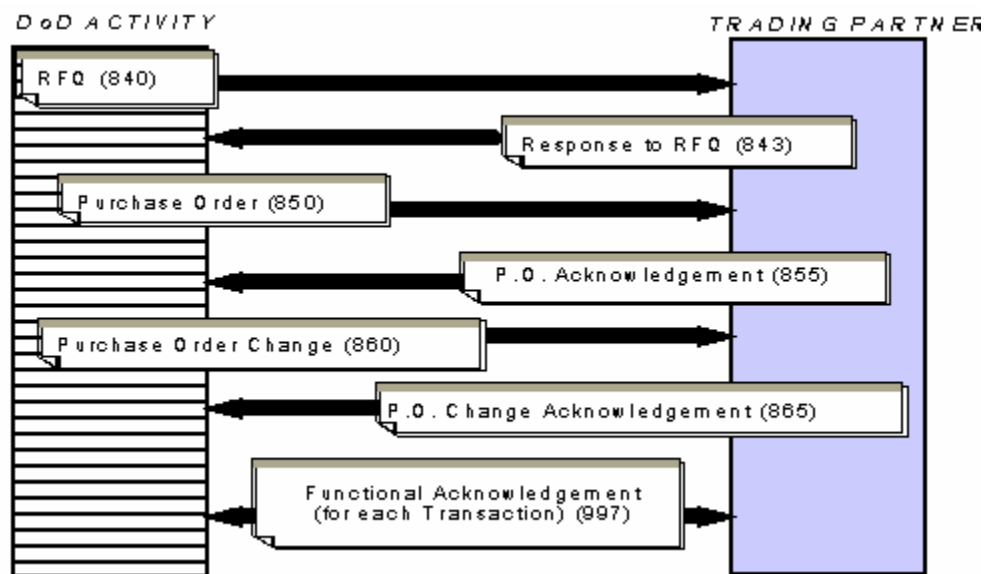 DoD ACTIVITY
TRADING PARTNER
RFQ (840)
Response to RFQ (843)
Purchase Order (850)
P.O. Acknowledgement (855)
Purchase Order Change (860)
P.O. Change Acknowledgement (865)
Functional Acknowledgement
(for each Transaction) (997)